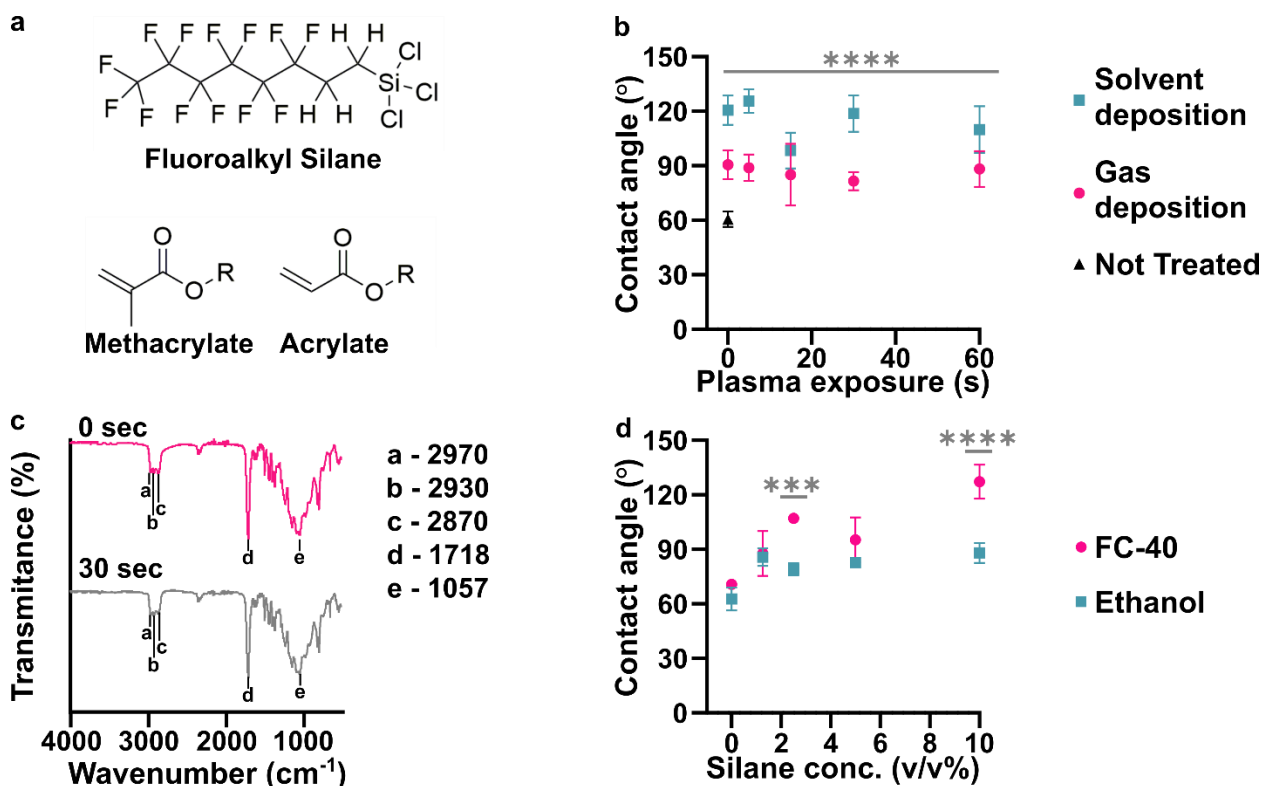 a
F F F F F F H H
F
F
F
F F F F H H
Si
Cl
Cl
Cl
Fluoroalkyl Silane
O
O
R
Methacrylate
O
O
R
Acrylate
b
****
150
120
90
60
30
0
0 20 40 60
Contact angle (°)
Plasma exposure (s)
Solvent
deposition
Gas
deposition
Not Treated
c
0 sec
a
b
c
d
e
30 sec
a
b
c
d
e
a - 2970
b - 2930
c - 2870
d - 1718
e - 1057
4000 3000 2000 1000
Transmitance (%)
Wavenumber (cm-1)
d
***
****
150
120
90
60
30
0
0 2 4 6 8 10
Contact angle (°)
Silane conc. (v/v%)
FC-40
Ethanol